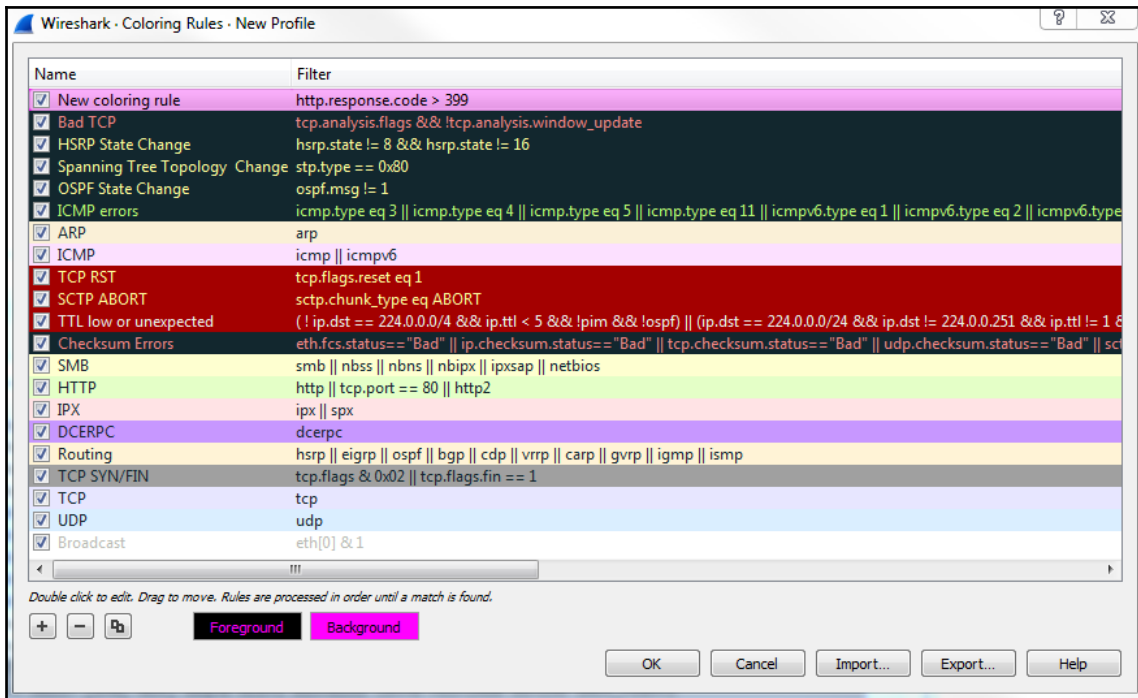 Wireshark · Coloring Rules · New Profile
Name Filter
New coloring rule http.response.code > 399
Bad TCP tcp.analysis.flags && !tcp.analysis.window_update
HSRP State Change hsrp.state != 8 && hsrp.state != 16
Spanning Tree Topology Change stp.type == 0x80
OSPF State Change ospf.msg != 1
ICMP errors icmp.type eq 3 || icmp.type eq 4 || icmp.type eq 5 || icmp.type eq 11 || icmpv6.type eq 1 || icmpv6.type eq 2 || icmpv6.type
ARP arp
ICMP icmp || icmpv6
TCP RST tcp.flags.reset eq 1
SCTP ABORT sctp.chunk_type eq ABORT
TTL low or unexpected ( ! ip.dst == 224.0.0.0/4 && ip.ttl < 5 && !pim && !ospf) || (ip.dst == 224.0.0.0/24 && ip.dst != 224.0.0.251 && ip.ttl != 1 &
Checksum Errors eth.fcs.status=="Bad" || ip.checksum.status=="Bad" || tcp.checksum.status=="Bad" || udp.checksum.status=="Bad" || sct
SMB smb || nbss || nbns || nbipx || ipxsap || netbios
HTTP http || tcp.port == 80 || http2
IPX ipx || spx
DCERPC dcerpc
Routing hsrp || eigrp || ospf || bgp || cdp || vrrp || carp || gvrp || igmp || ismp
TCP SYN/FIN tcp.flags & 0x02 || tcp.flags.fin == 1
TCP tcp
UDP udp
Broadcast eth[0] & 1
Double click to edit. Drag to move. Rules are processed in order until a match is found.
Foreground Background
OK Cancel Import... Export... Help